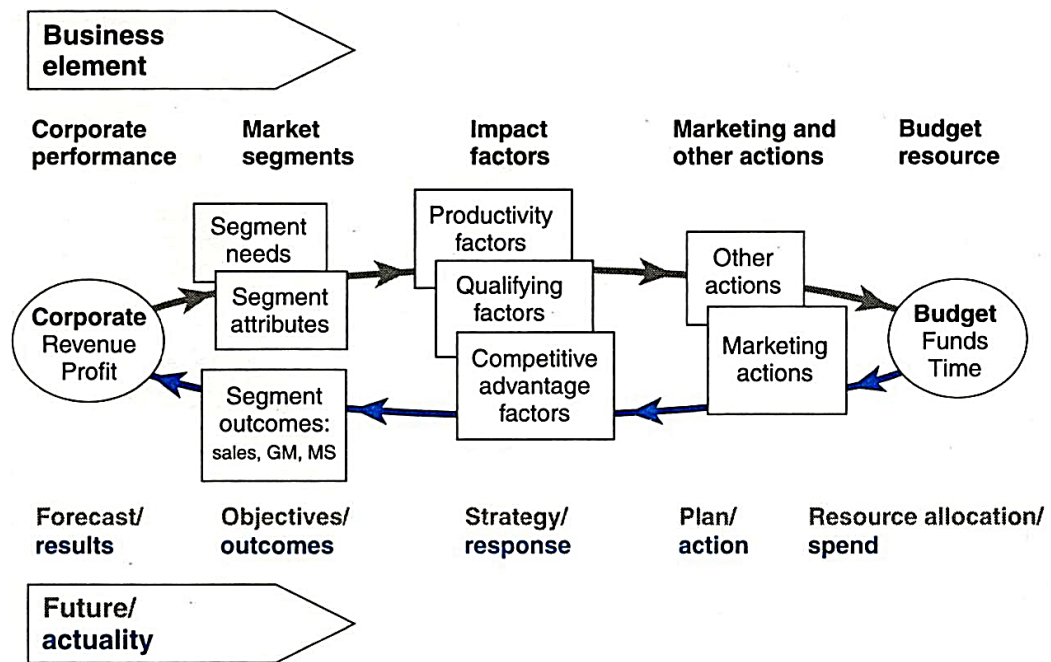 Business
element
Corporate
performance
Market
segments
Impact
factors
Marketing and
other actions
Budget
resource
Segment
needs
Segment
attributes
Productivity
factors
Qualifying
factors
Competitive
advantage
factors
Other
actions
Marketing
actions
Corporate
Revenue
Profit
Budget
Funds
Time
Segment
outcomes:
sales, GM, MS
Forecast/
results
Objectives/
outcomes
Strategy/
response
Plan/
action
Resource allocation/
spend
Future/
actuality